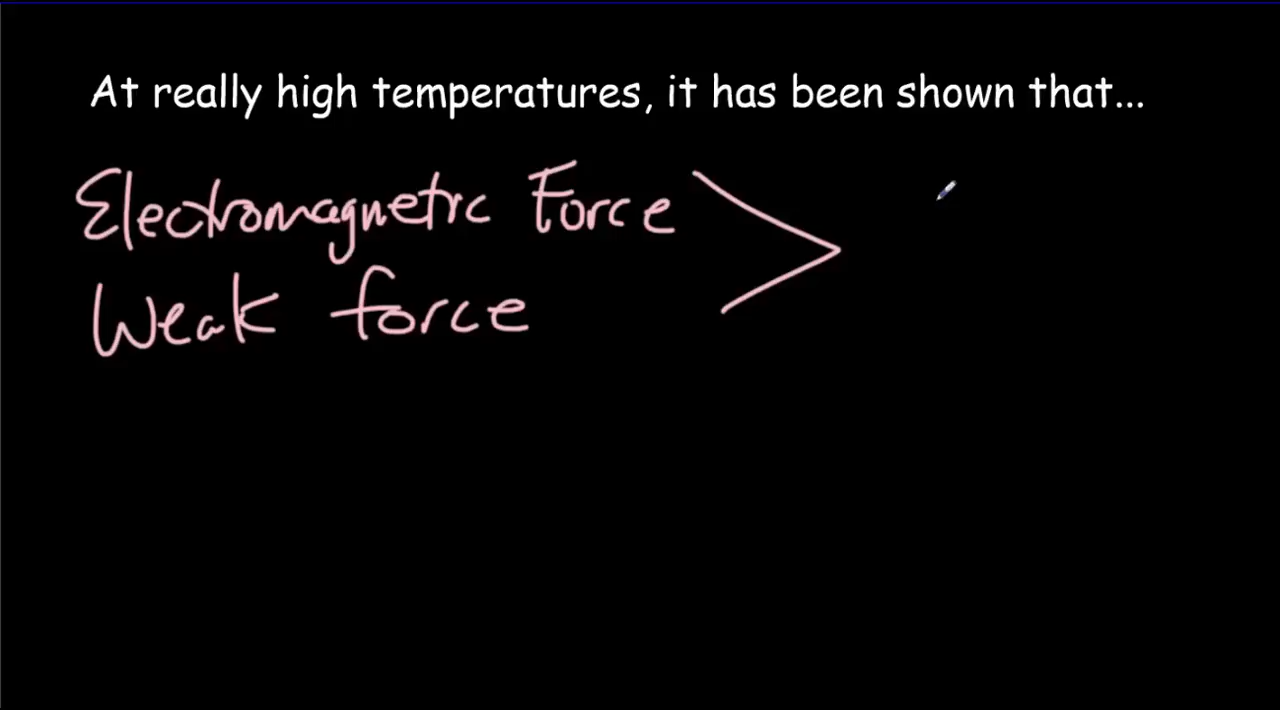 At really high temperatures, it has been shown that...
Electromagnetic Force
Weak force